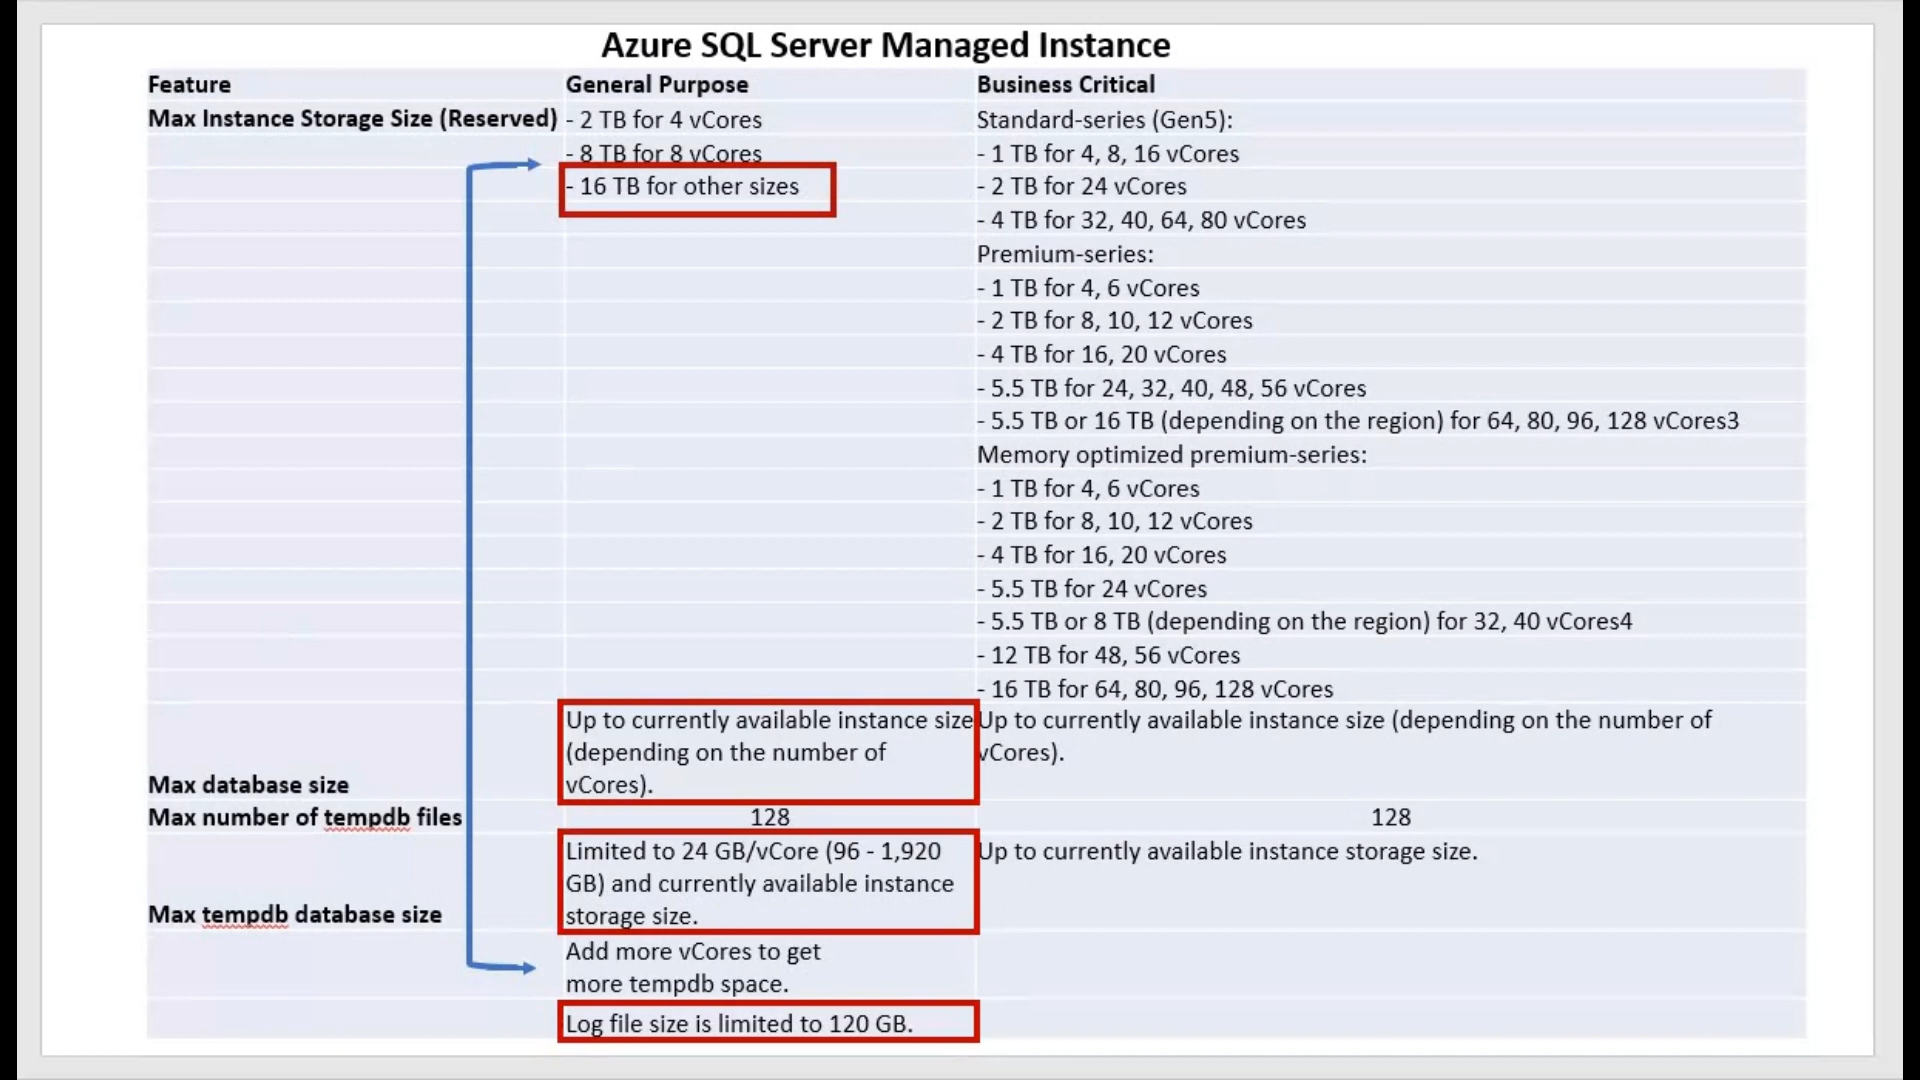 Azure SQL Server Managed Instance
Feature
General Purpose
Business Critical
Max Instance Storage Size (Reserved)
- 2 TB for 4 vCores
- 8 TB for 8 vCores
- 16 TB for other sizes
Standard-series (Gen5):
- 1 TB for 4, 8, 16 vCores
- 2 TB for 24 vCores
- 4 TB for 32, 40, 64, 80 vCores
Premium-series:
- 1 TB for 4, 6 vCores
- 2 TB for 8, 10, 12 vCores
- 4 TB for 16, 20 vCores
- 5.5 TB for 24, 32, 40, 48, 56 vCores
- 5.5 TB or 16 TB (depending on the region) for 64, 80, 96, 128 vCores3
Memory optimized premium-series:
- 1 TB for 4, 6 vCores
- 2 TB for 8, 10, 12 vCores
- 4 TB for 16, 20 vCores
- 5.5 TB for 24 vCores
- 5.5 TB or 8 TB (depending on the region) for 32, 40 vCores4
- 12 TB for 48, 56 vCores
- 16 TB for 64, 80, 96, 128 vCores
Max database size
Up to currently available instance size
(depending on the number of
vCores).
Up to currently available instance size (depending on the number of
vCores).
Max number of tempdb files
128
128
Max tempdb database size
Limited to 24 GB/vCore (96 - 1,920
GB) and currently available instance
storage size.
Up to currently available instance storage size.
Add more vCores to get
more tempdb space.
Log file size is limited to 120 GB.